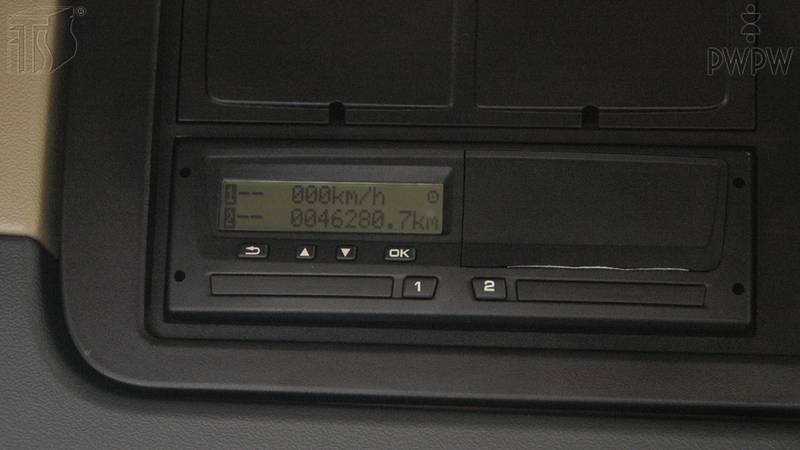 ITS ®
PWPW
1 -- 000km/h
2 -- 0046280.7km
OK
1 2